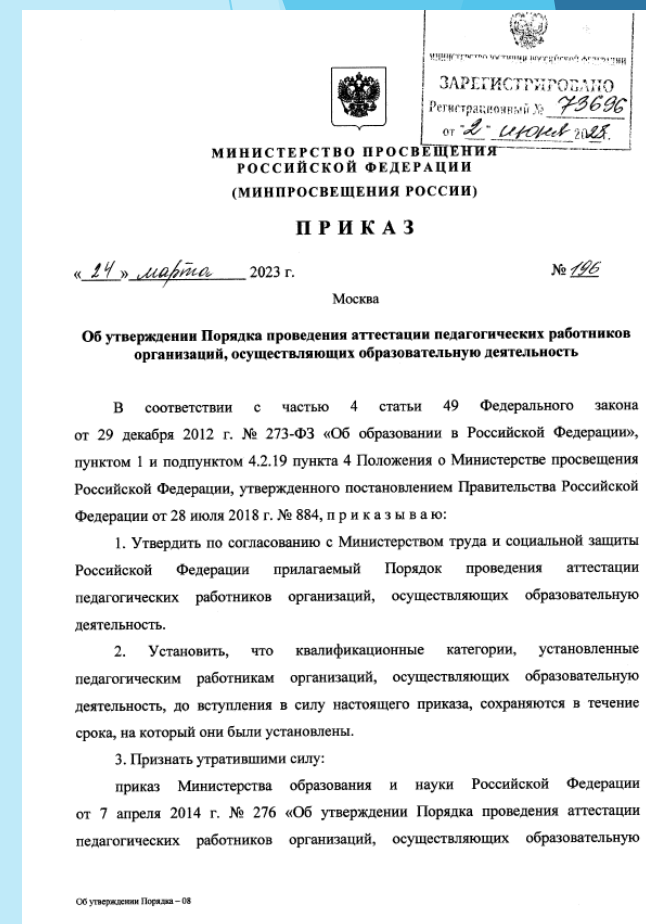 МИНИСТЕРСТВО ЮСТИЦИИ РОССИЙСКОЙ ФЕДЕРАЦИИ
ЗАРЕГИСТРИРОВАНО
Регистрационный № 73696
от "2" июня 2023.
МИНИСТЕРСТВО ПРОСВЕЩЕНИЯ
РОССИЙСКОЙ ФЕДЕРАЦИИ
(МИНПРОСВЕЩЕНИЯ РОССИИ)
П Р И К А З
« 24 » марта 2023 г. № 196
Москва
Об утверждении Порядка проведения аттестации педагогических работников
организаций, осуществляющих образовательную деятельность
В соответствии с частью 4 статьи 49 Федерального закона
от 29 декабря 2012 г. № 273-ФЗ «Об образовании в Российской Федерации»,
пунктом 1 и подпунктом 4.2.19 пункта 4 Положения о Министерстве просвещения
Российской Федерации, утвержденного постановлением Правительства Российской
Федерации от 28 июля 2018 г. № 884, п р и к а з ы в а ю:
1. Утвердить по согласованию с Министерством труда и социальной защиты
Российской Федерации прилагаемый Порядок проведения аттестации
педагогических работников организаций, осуществляющих образовательную
деятельность.
2. Установить, что квалификационные категории, установленные
педагогическим работникам организаций, осуществляющих образовательную
деятельность, до вступления в силу настоящего приказа, сохраняются в течение
срока, на который они были установлены.
3. Признать утратившими силу:
приказ Министерства образования и науки Российской Федерации
от 7 апреля 2014 г. № 276 «Об утверждении Порядка проведения аттестации
педагогических работников организаций, осуществляющих образовательную
Об утверждении Порядка – 08